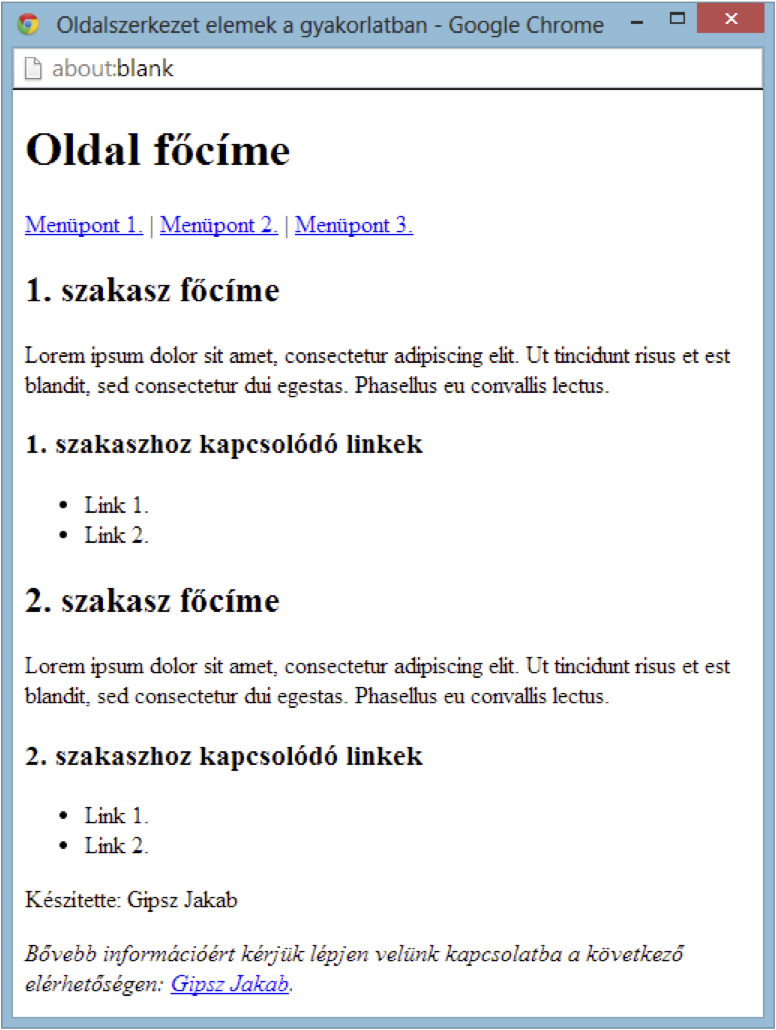 Oldalszerkezet elemek a gyakorlatban - Google Chrome
about:blank
Oldal főcíme
Menüpont 1. | Menüpont 2. | Menüpont 3.
1. szakasz főcíme
Lorem ipsum dolor sit amet, consectetur adipiscing elit. Ut tincidunt risus et est
blandit, sed consectetur dui egestas. Phasellus eu convallis lectus.
1. szakaszhoz kapcsolódó linkek
• Link 1.
• Link 2.
2. szakasz főcíme
Lorem ipsum dolor sit amet, consectetur adipiscing elit. Ut tincidunt risus et est
blandit, sed consectetur dui egestas. Phasellus eu convallis lectus.
2. szakaszhoz kapcsolódó linkek
• Link 1.
• Link 2.
Készítette: Gipsz Jakab
Bővebb információért kérjük lépjen velünk kapcsolatba a következő
elérhetőségen: Gipsz Jakab.